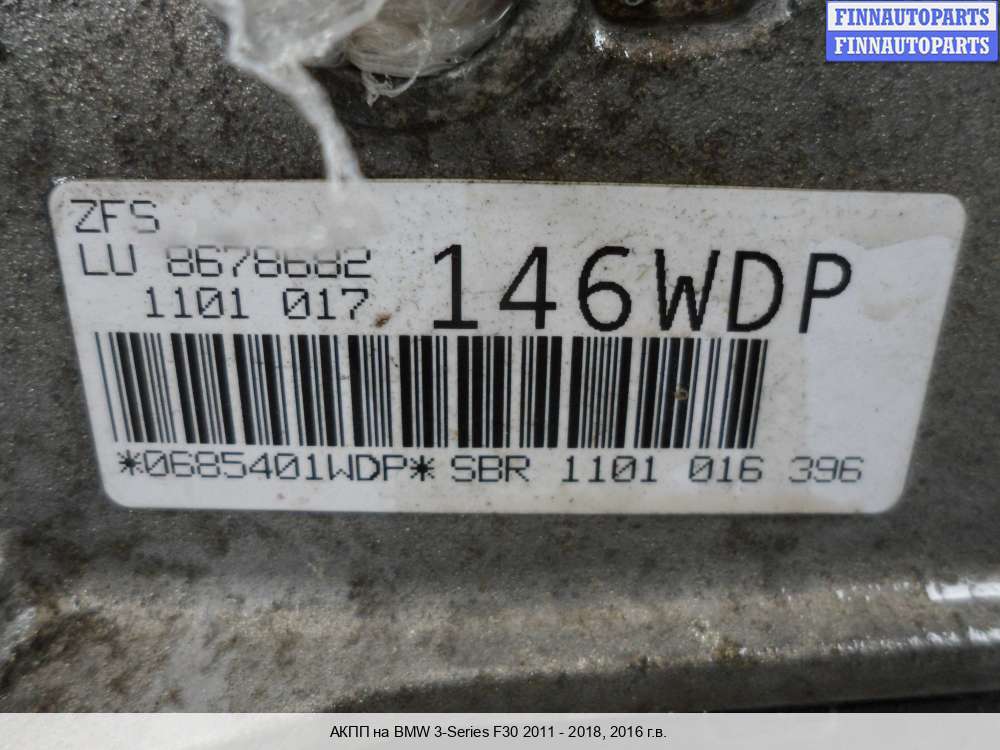 FINNAUTOPARTS
FINNAUTOPARTS
ZFS
LU 8678682
1101 017
146WDP
*0685401WDP* SBR 1101 016 396
АКПП на BMW 3-Series F30 2011 - 2018, 2016 г.в.